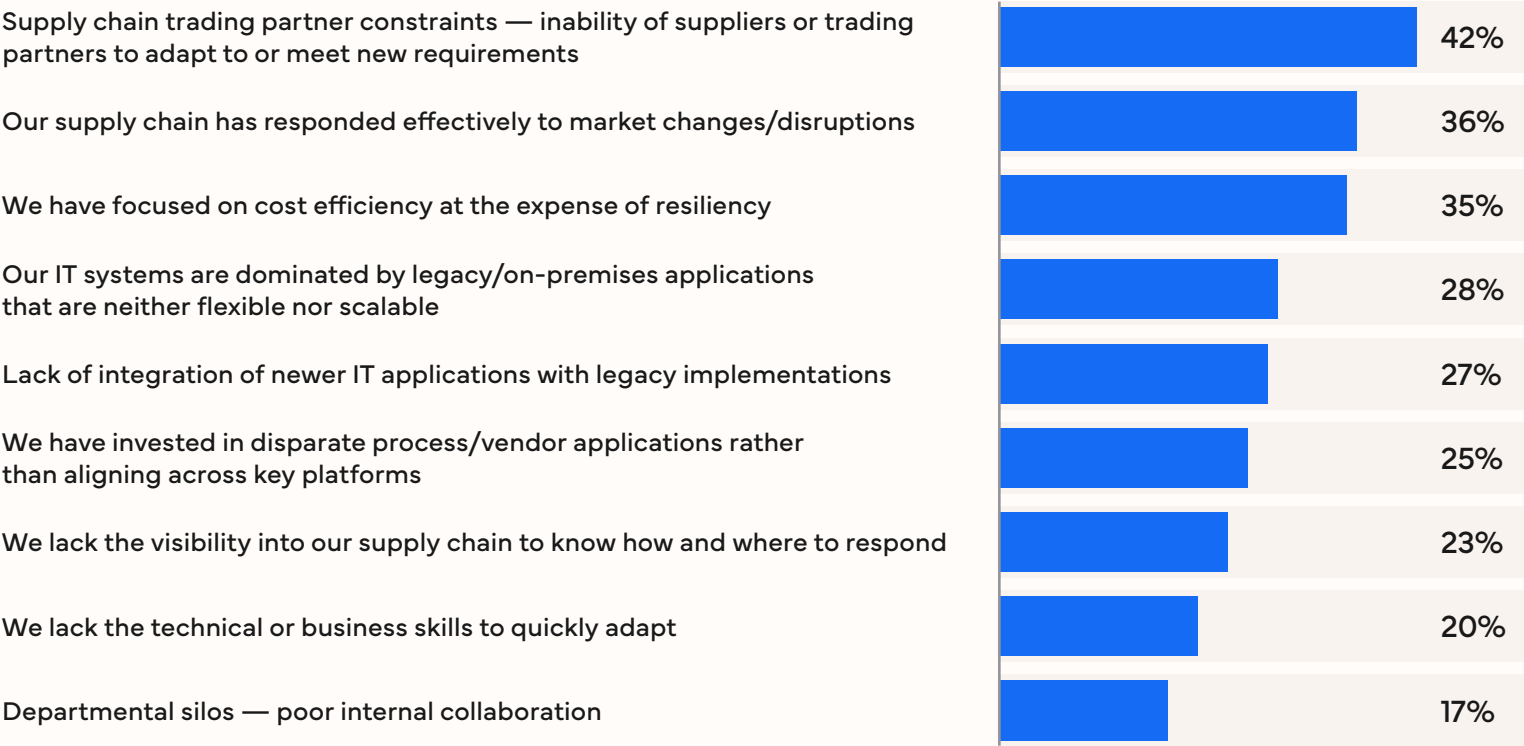 Supply chain trading partner constraints — inability of suppliers or trading
partners to adapt to or meet new requirements
42%
Our supply chain has responded effectively to market changes/disruptions
36%
We have focused on cost efficiency at the expense of resiliency
35%
Our IT systems are dominated by legacy/on-premises applications
that are neither flexible nor scalable
28%
Lack of integration of newer IT applications with legacy implementations
27%
We have invested in disparate process/vendor applications rather
than aligning across key platforms
25%
We lack the visibility into our supply chain to know how and where to respond
23%
We lack the technical or business skills to quickly adapt
20%
Departmental silos — poor internal collaboration
17%